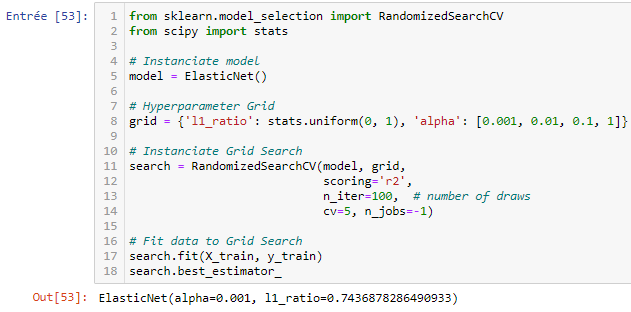 Entrée [53]:
1 from sklearn.model_selection import RandomizedSearchCV
2 from scipy import stats
3
4 # Instanciate model
5 model = ElasticNet()
6
7 # Hyperparameter Grid
8 grid = {'l1_ratio': stats.uniform(0, 1), 'alpha': [0.001, 0.01, 0.1, 1]}
9
10 # Instanciate Grid Search
11 search = RandomizedSearchCV(model, grid,
12                            scoring='r2',
13                            n_iter=100,  # number of draws
14                            cv=5, n_jobs=-1)
15
16 # Fit data to Grid Search
17 search.fit(X_train, y_train)
18 search.best_estimator_
Out[53]: ElasticNet(alpha=0.001, l1_ratio=0.7436878286490933)